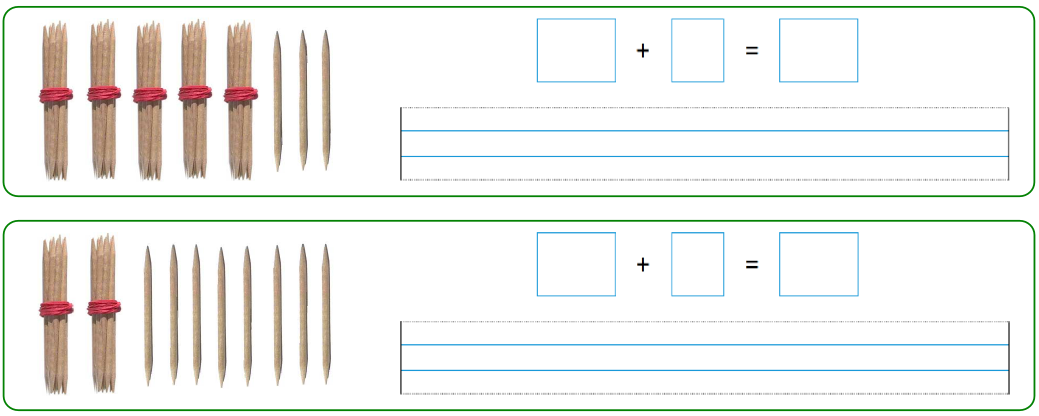 + =
+ =